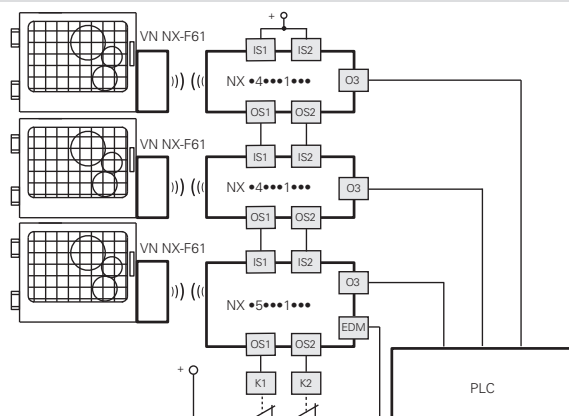 +
VN NX-F61
IS1 IS2
NX •4•••1••• O3
OS1 OS2
VN NX-F61
IS1 IS2
NX •4•••1••• O3
OS1 OS2
VN NX-F61
IS1 IS2
O3
NX •5•••1•••
EDM
OS1 OS2
+
K1 K2
PLC